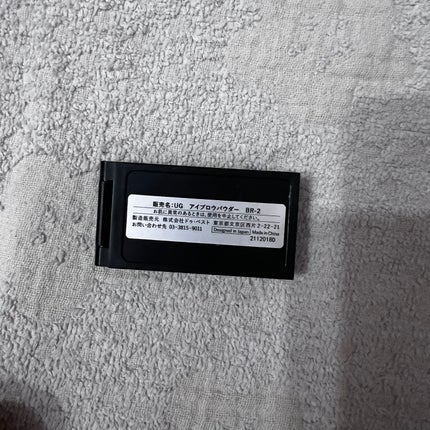 販売名：UG　アイブロウパウダー　BR-2
お肌に異常のあるときは、使用を中止してください。
製造販売元 株式会社ドゥ・ベスト 東京都文京区西片2-22-21
お問い合わせ先 03-3815-9011 Designed in Japan Made in China
2112018D